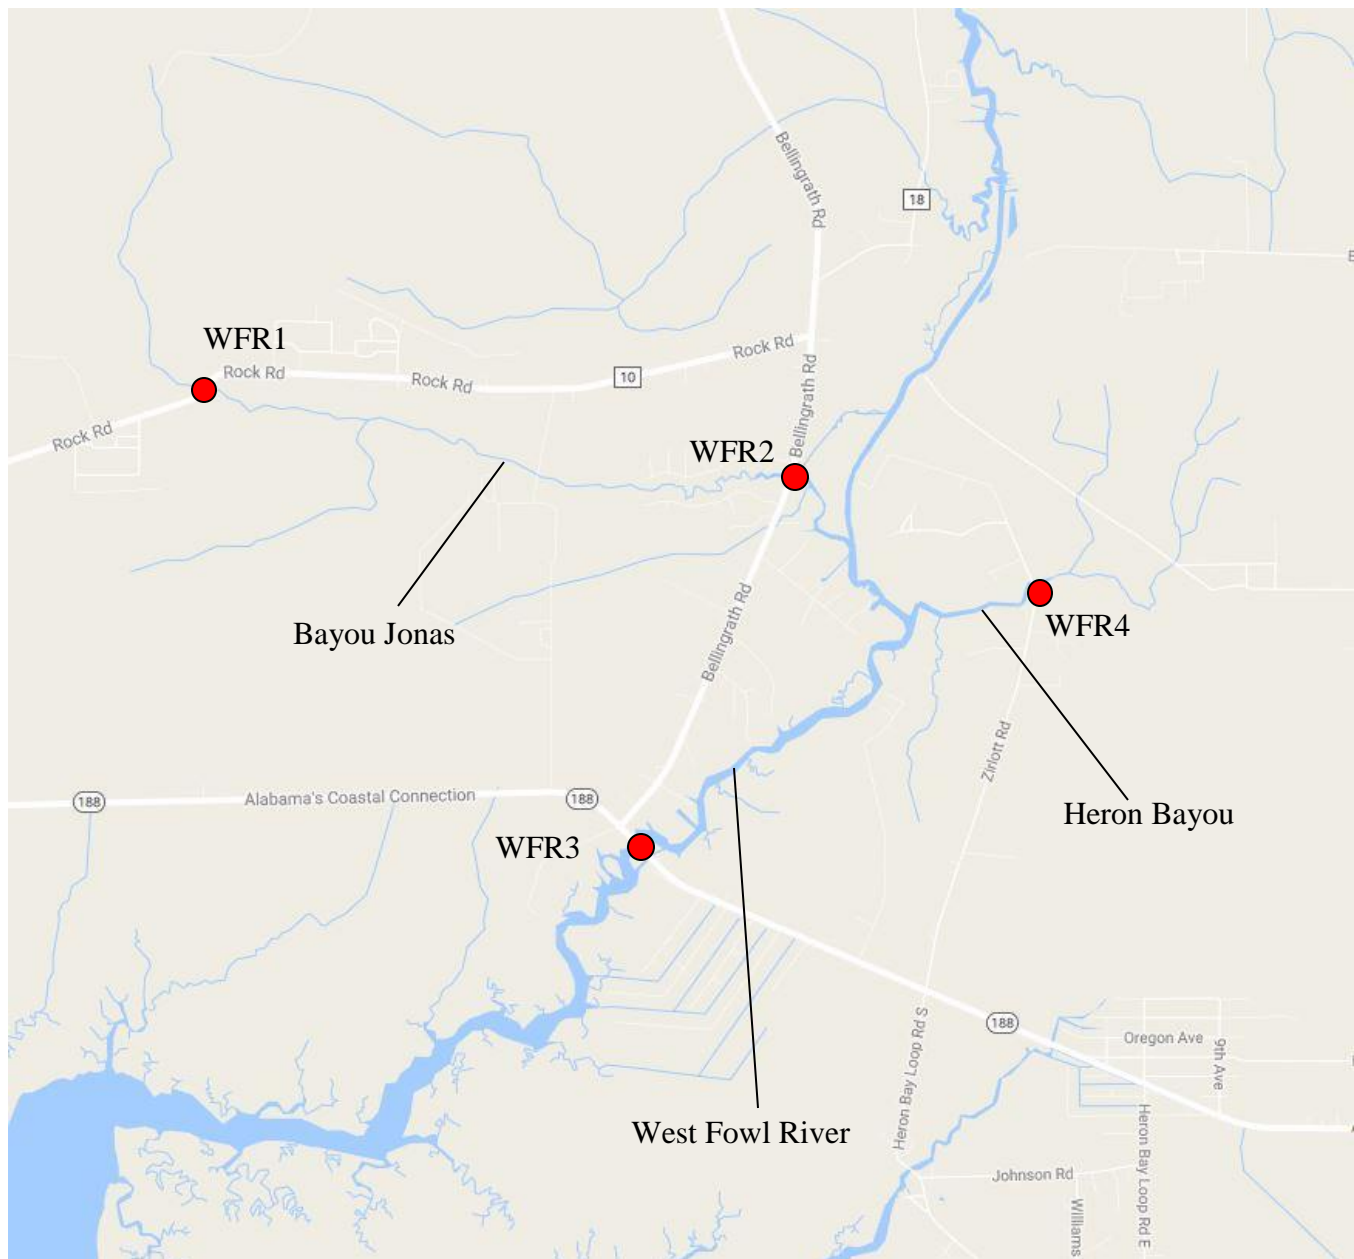 Bellingrath Rd
18
E
WFR1
Rock Rd
Rock Rd
Rock Rd
10
Rock Rd
Bellingrath Rd
WFR2
Bayou Jonas
Bellingrath Rd
WFR4
Zirlott Rd
Heron Bayou
188
Alabama's Coastal Connection
188
WFR3
188
Oregon Ave
9th Ave
Heron Bay Loop Rd S
West Fowl River
Heron Bay Loop Rd E
Johnson Rd
Williams